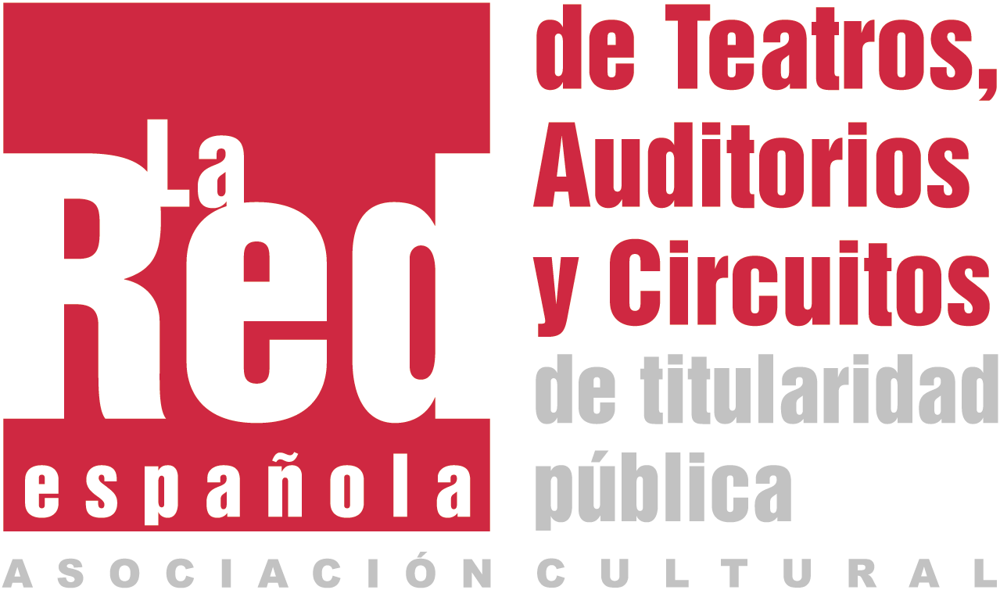 La
Red
española
de Teatros,
Auditorios
y Circuitos
de titularidad
pública
ASOCIACIÓN CULTURAL